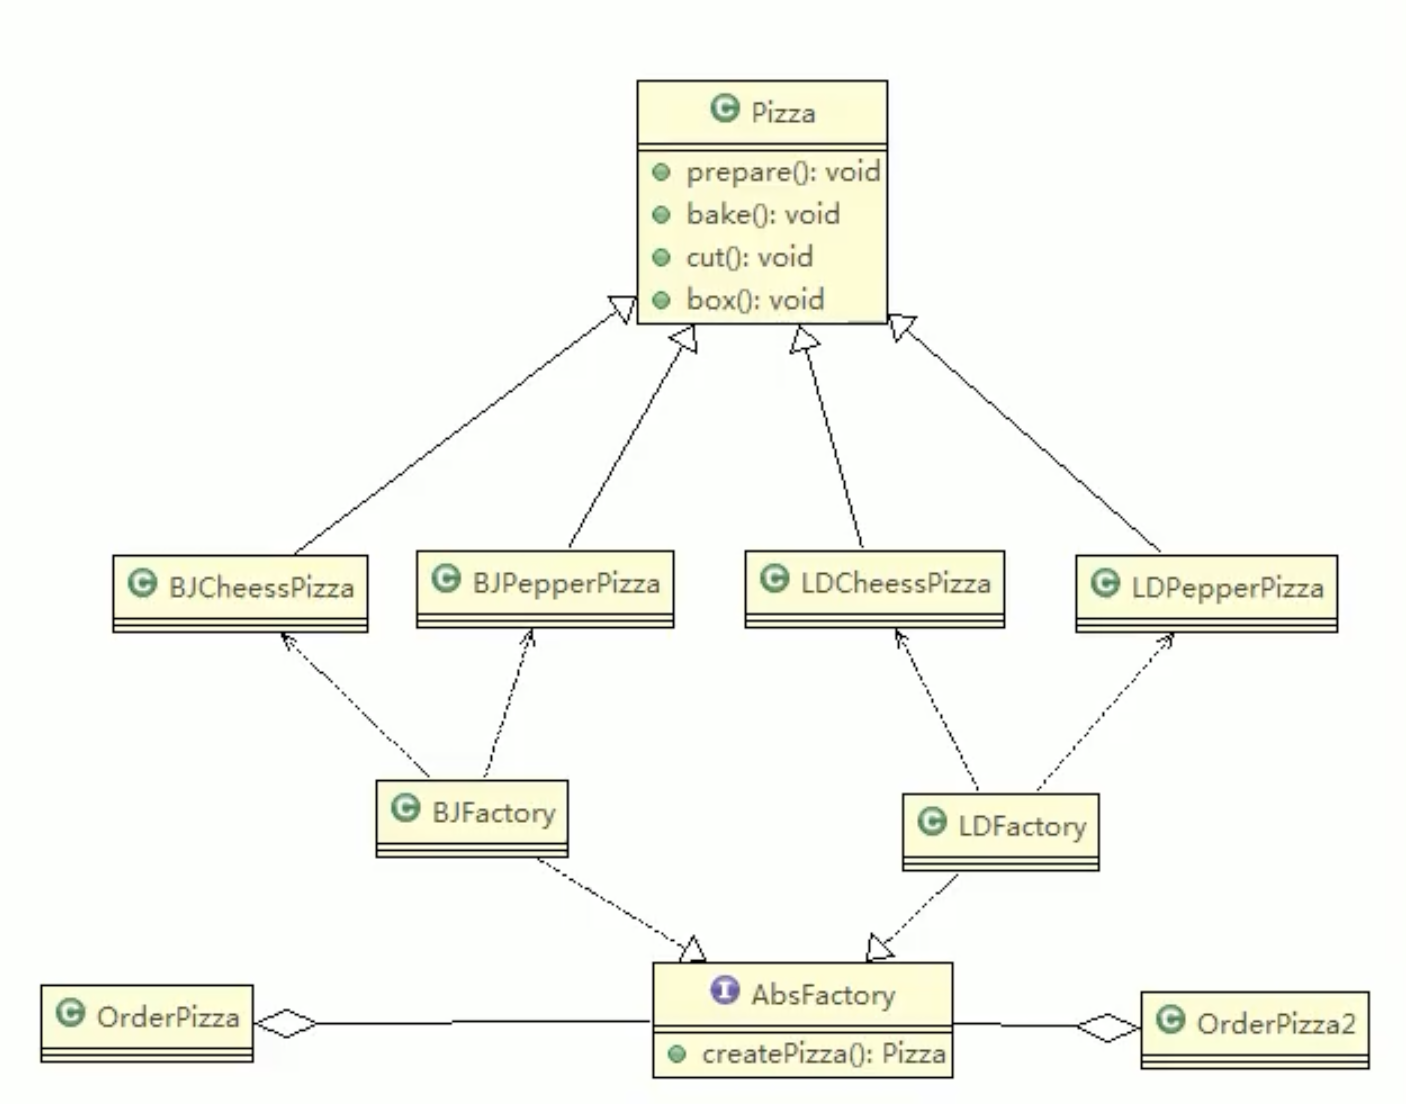 Pizza
prepare(): void
bake(): void
cut(): void
box(): void
BJCheessPizza
BJPepperPizza
LDCheessPizza
LDPepperPizza
BJFactory
LDFactory
OrderPizza
AbsFactory
createPizza(): Pizza
OrderPizza2